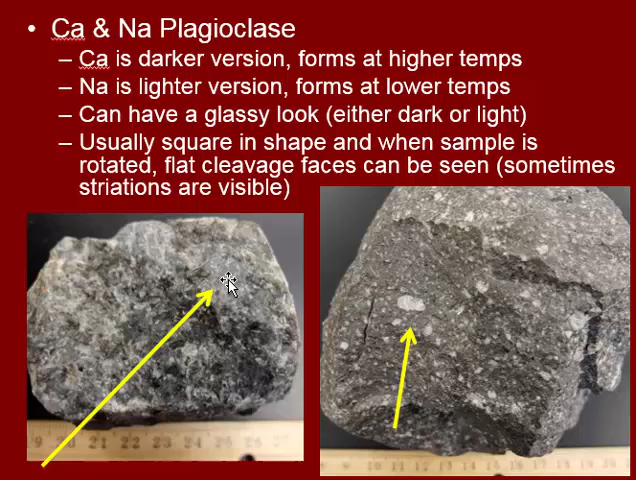 • Ca & Na Plagioclase
– Ca is darker version, forms at higher temps
– Na is lighter version, forms at lower temps
– Can have a glassy look (either dark or light)
– Usually square in shape and when sample is
rotated, flat cleavage faces can be seen (sometimes
striations are visible)